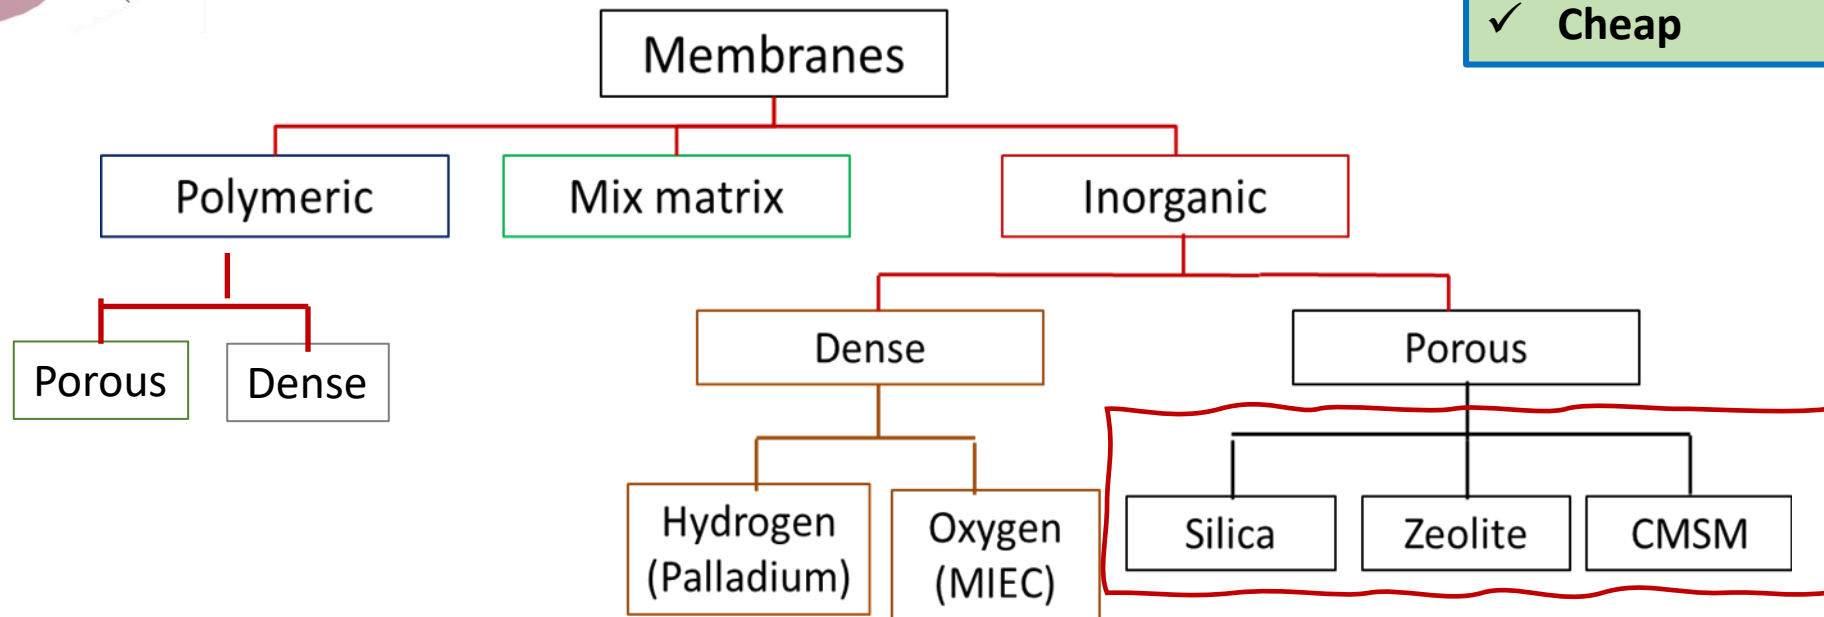 ✓ Cheap
Membranes
Polymeric
Mix matrix
Inorganic
Porous
Dense
Dense
Porous
Hydrogen
(Palladium)
Oxygen
(MIEC)
Silica
Zeolite
CMSM